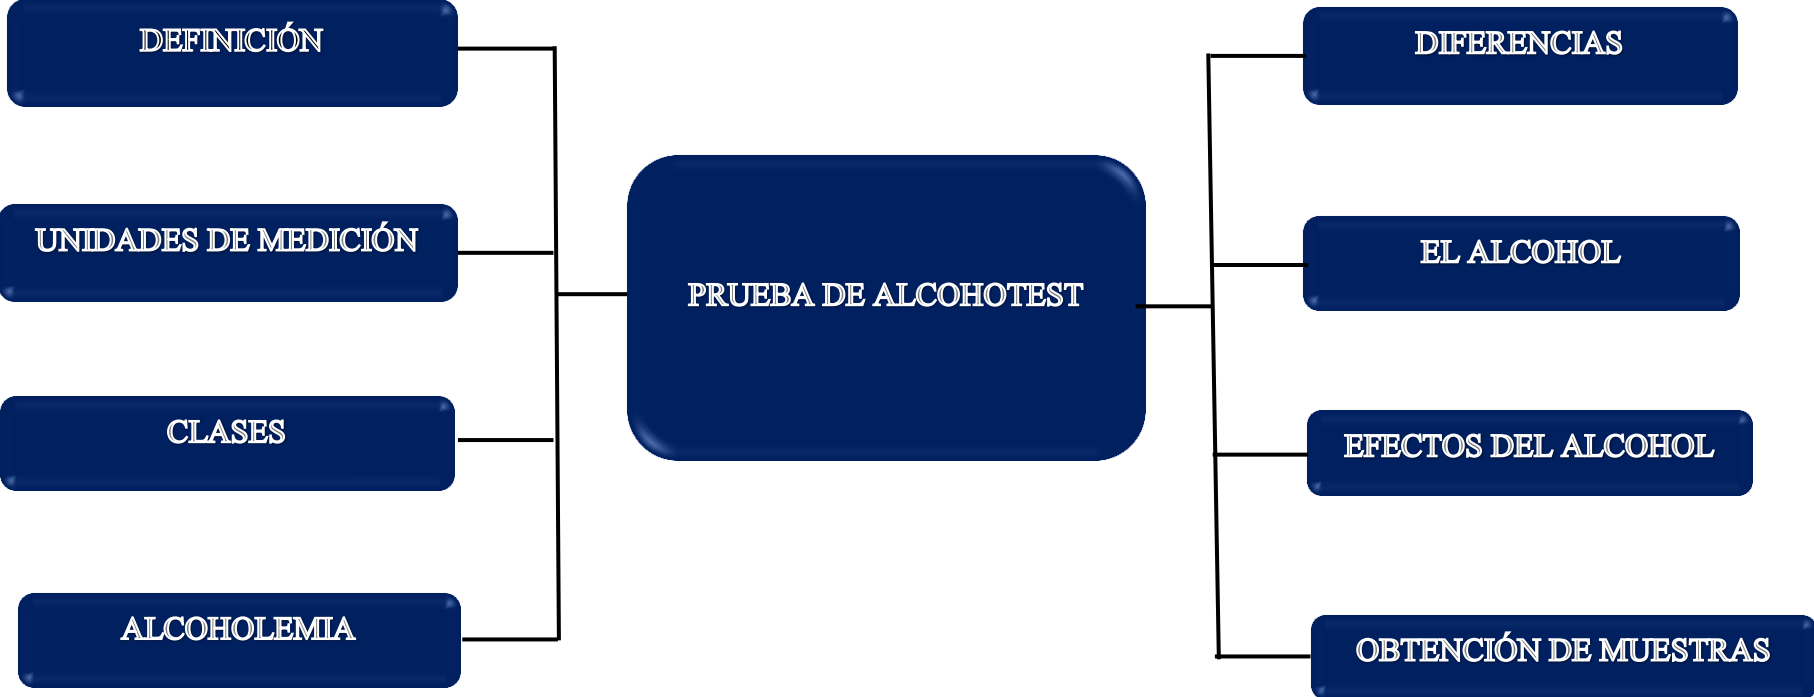 DEFINICIÓN
UNIDADES DE MEDICIÓN
CLASES
ALCOHOLEMIA
PRUEBA DE ALCOHOTEST
DIFERENCIAS
EL ALCOHOL
EFECTOS DEL ALCOHOL
OBTENCIÓN DE MUESTRAS